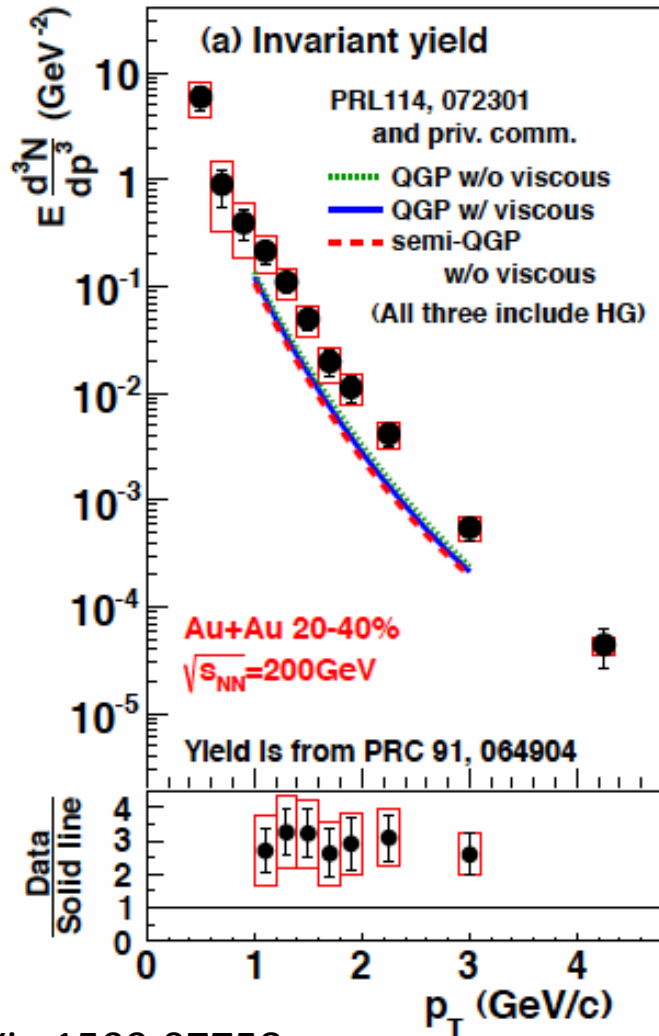 (a) Invariant yield
E d³N/dp³ (GeV⁻²)
PRL114, 072301
and priv. comm.
QGP w/o viscous
QGP w/ viscous
semi-QGP
w/o viscous
(All three include HG)
10
1
10⁻¹
10⁻²
10⁻³
10⁻⁴
10⁻⁵
Au+Au 20-40%
√s_NN=200GeV
Yield is from PRC 91, 064904
Data/Solid line
4
3
2
1
0
0 1 2 3 4
p_T (GeV/c)